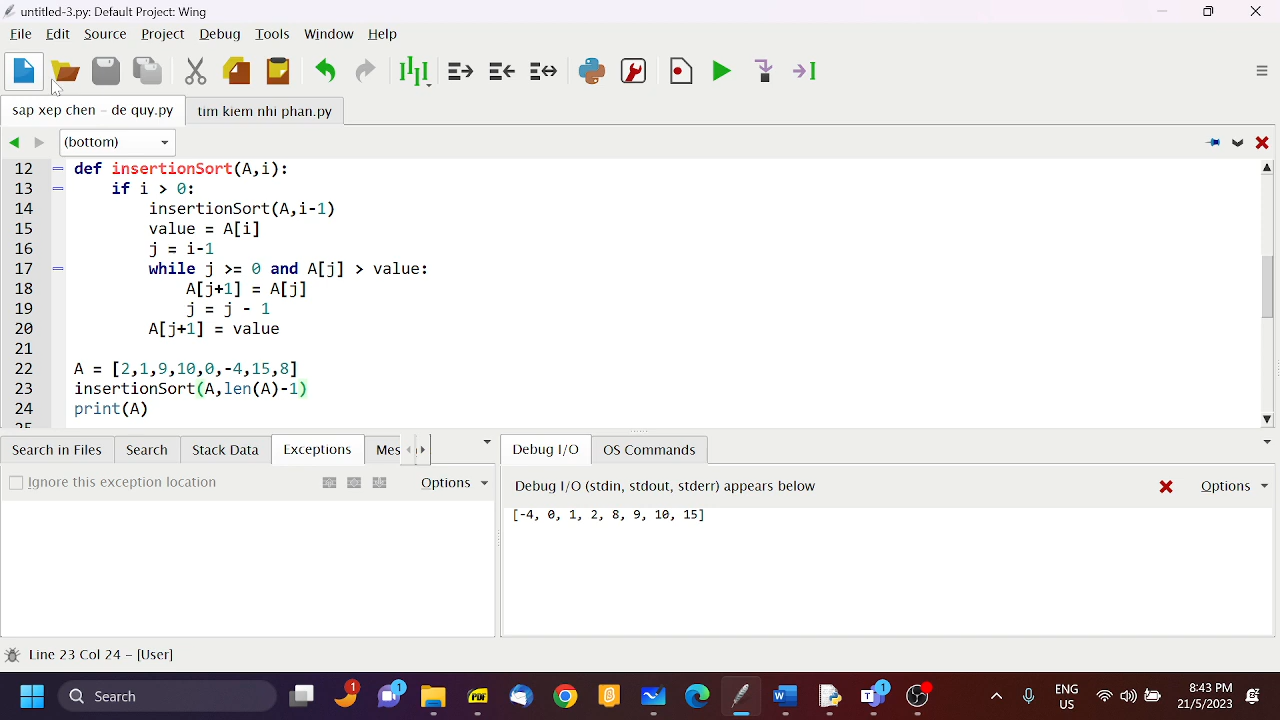 untitled-3.py: Default Project: Wing
File Edit Source Project Debug Tools Window Help
sap xep chen - de quy.py tim kiem nhi phan.py
(bottom)
12 def insertionSort(A,i):
13 if i > 0:
14 insertionSort(A,i-1)
15 value = A[i]
16 j = i-1
17 while j >= 0 and A[j] > value:
18 A[j+1] = A[j]
19 j = j - 1
20 A[j+1] = value
21
22 A = [2,1,9,10,0,-4,15,8]
23 insertionSort(A,len(A)-1)
24 print(A)
Search in Files Search Stack Data Exceptions Debug I/O OS Commands
Ignore this exception location Options Debug I/O (stdin, stdout, stderr) appears below Options
[-4, 0, 1, 2, 8, 9, 10, 15]
Line 23 Col 24 - [User]
Search 1 1 PDF 1 ENG US 8:43 PM 21/5/2023